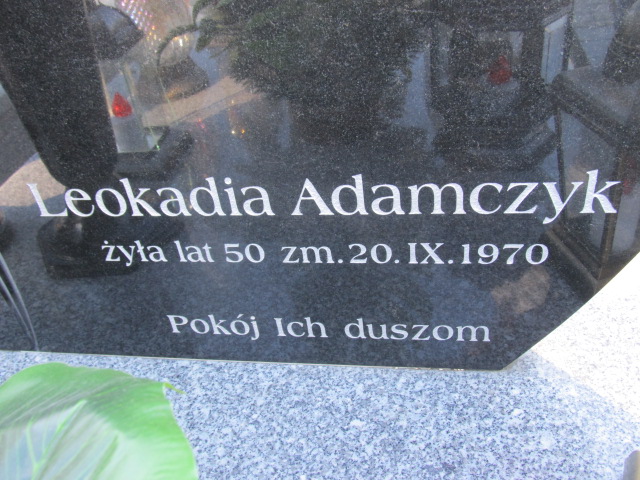 Leokadia Adamczyk
żyła lat 50 zm. 20. IX. 1970
Pokój Ich duszom